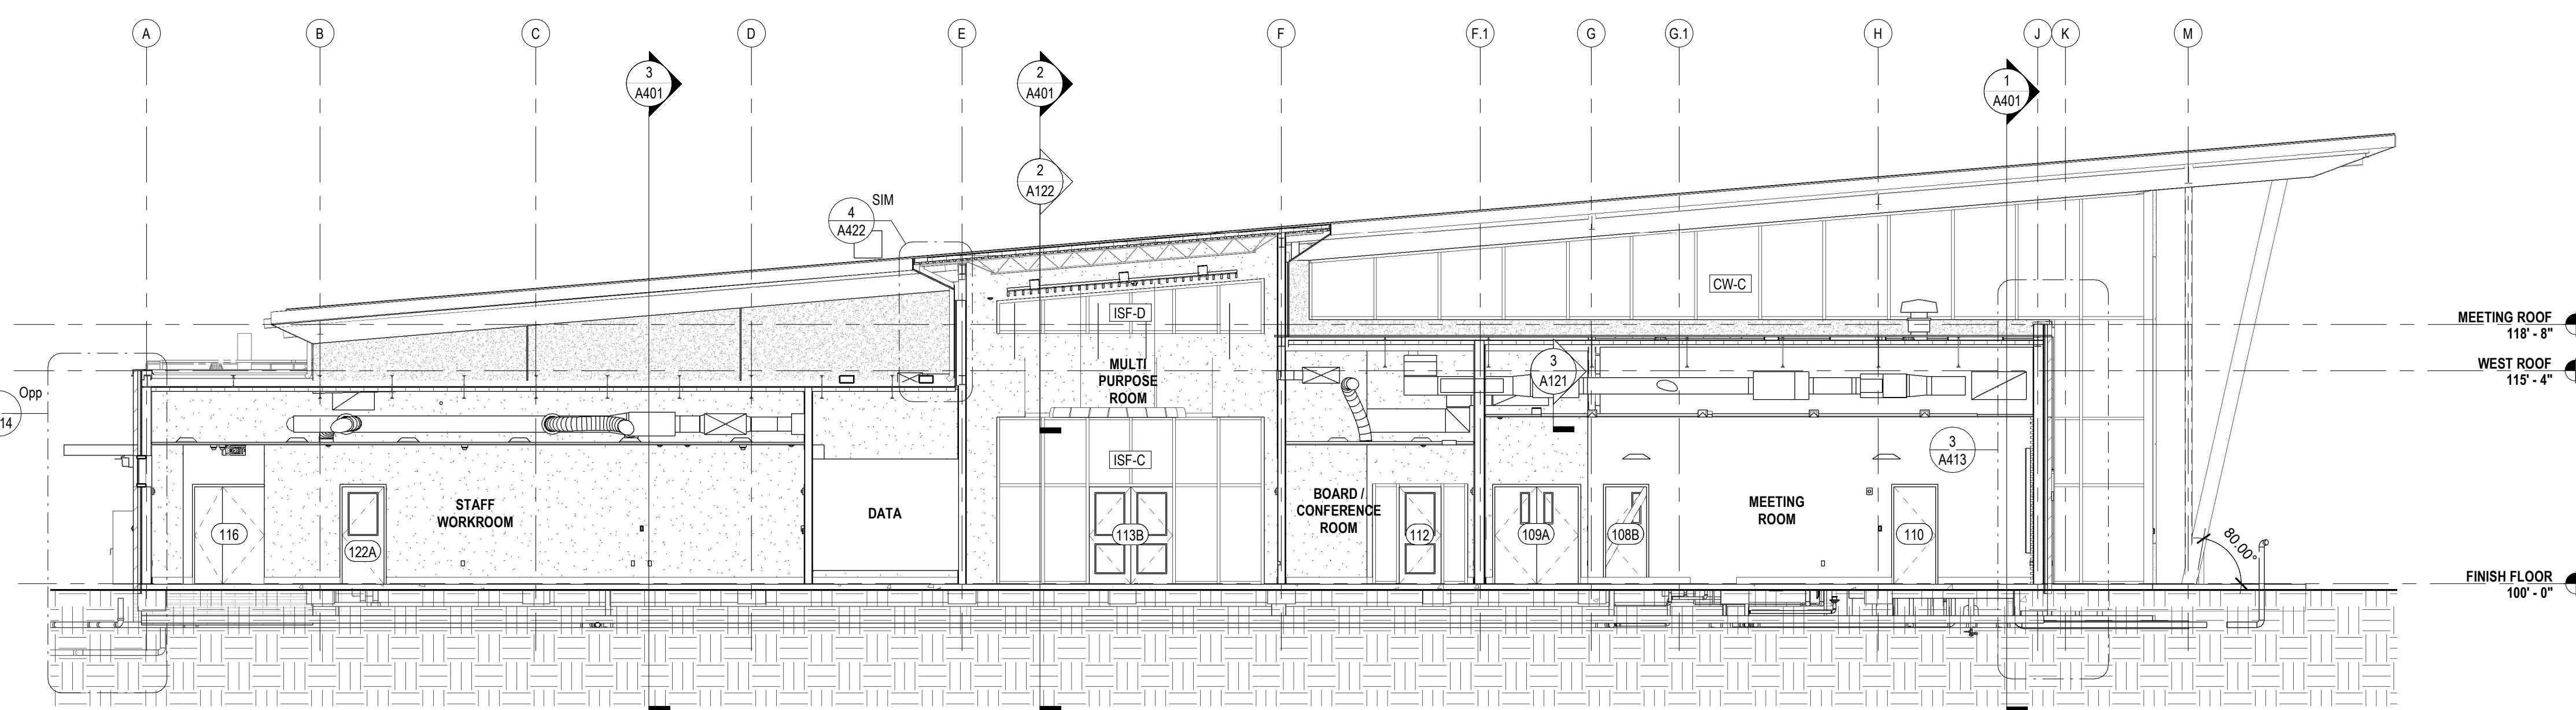 A
B
C
D
E
F
F.1
G
G.1
H
J
K
M
3
A401
2
A401
1
A401
2
A122
SIM
4
A422
CW-C
ISF-D
MEETING ROOF
118' - 8"
WEST ROOF
115' - 4"
MULTI
PURPOSE
ROOM
3
A121
Opp
14
ISF-C
3
A413
STAFF
WORKROOM
DATA
BOARD /
CONFERENCE
ROOM
MEETING
ROOM
116
122A
113B
112
109A
108B
110
80.00°
FINISH FLOOR
100' - 0"